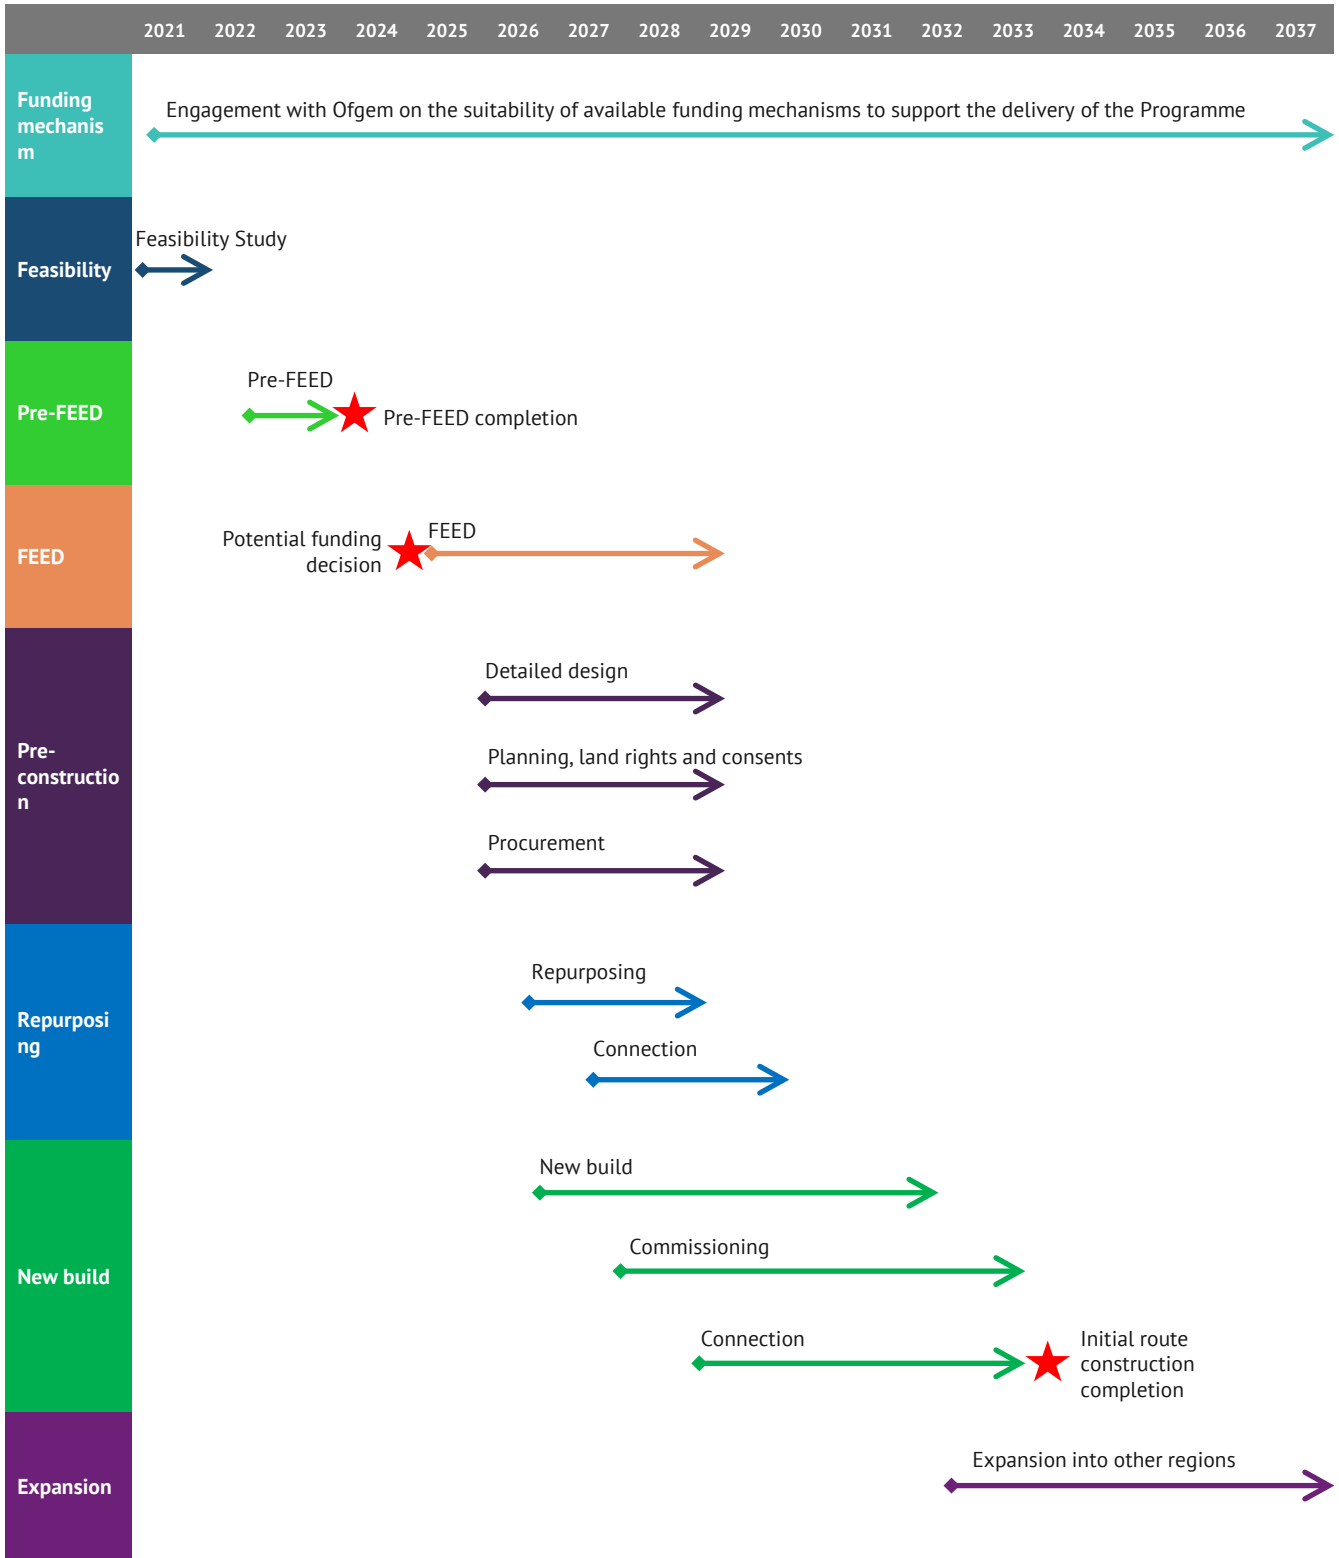 2021 2022 2023 2024 2025 2026 2027 2028 2029 2030 2031 2032 2033 2034 2035 2036 2037
Funding
mechanis
m
Engagement with Ofgem on the suitability of available funding mechanisms to support the delivery of the Programme
Feasibility
Feasibility Study
Pre-FEED
Pre-FEED
Pre-FEED completion
FEED
Potential funding
decision
FEED
Pre-
constructio
n
Detailed design
Planning, land rights and consents
Procurement
Repurposi
ng
Repurposing
Connection
New build
New build
Commissioning
Connection
Initial route
construction
completion
Expansion
Expansion into other regions